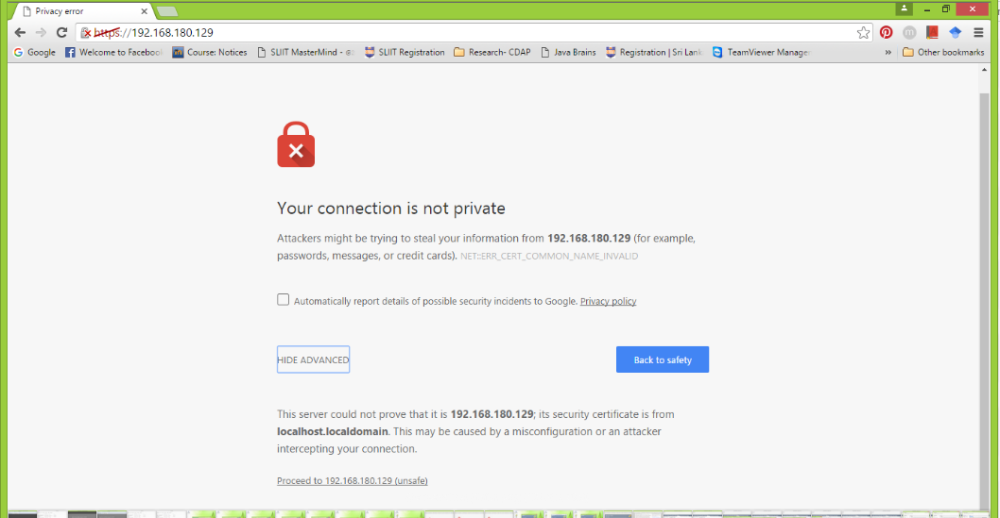 Privacy error
https://192.168.180.129
Google Welcome to Facebook Course: Notices SLIIT MasterMind - SLIIT Registration Research- CDAP Java Brains Registration | Sri Lank TeamViewer Manage » Other bookmarks
Your connection is not private
Attackers might be trying to steal your information from 192.168.180.129 (for example,
passwords, messages, or credit cards). NET::ERR_CERT_COMMON_NAME_INVALID
Automatically report details of possible security incidents to Google. Privacy policy
HIDE ADVANCED
Back to safety
This server could not prove that it is 192.168.180.129; its security certificate is from
localhost.localdomain. This may be caused by a misconfiguration or an attacker
intercepting your connection.
Proceed to 192.168.180.129 (unsafe)